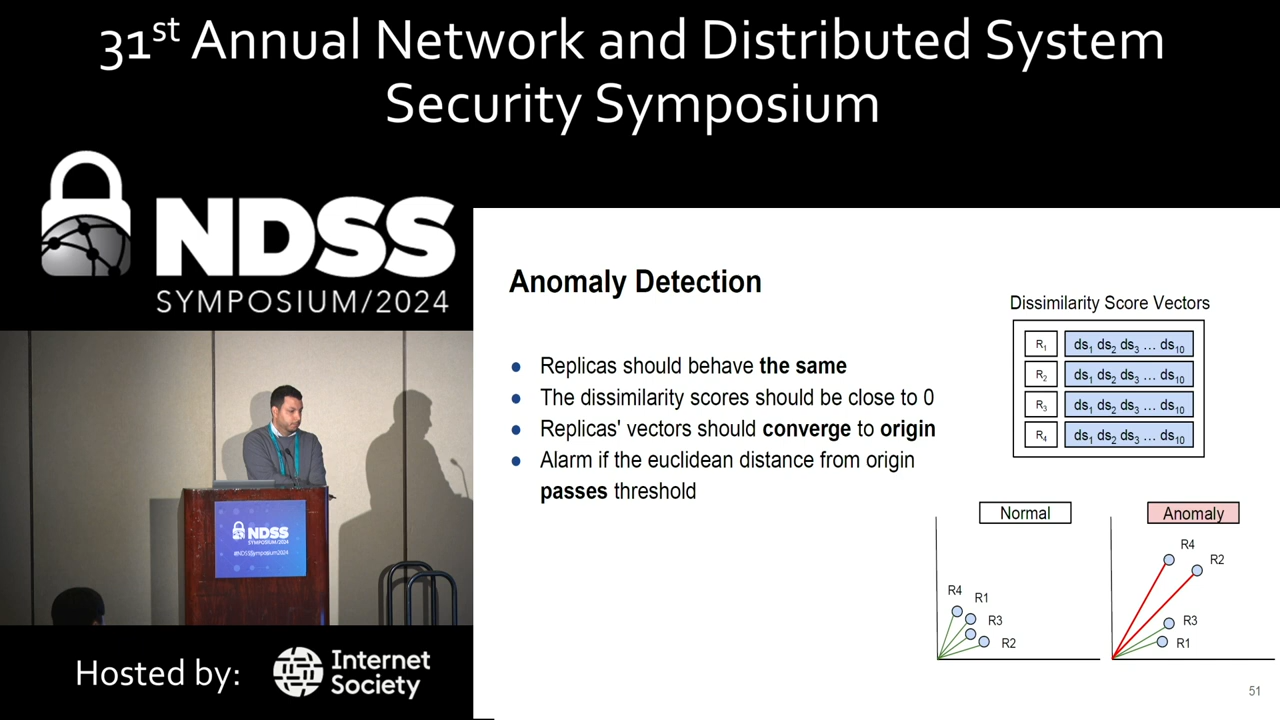 31st Annual Network and Distributed System
Security Symposium
NDSS
SYMPOSIUM/2024
NDSS
SYMPOSIUM/2024
#NDSSSymposium2024
Hosted by:
Internet
Society
Anomaly Detection
● Replicas should behave the same
● The dissimilarity scores should be close to 0
● Replicas' vectors should converge to origin
● Alarm if the euclidean distance from origin
passes threshold
Dissimilarity Score Vectors
R1 ds1 ds2 ds3 ... ds10
R2 ds1 ds2 ds3 ... ds10
R3 ds1 ds2 ds3 ... ds10
R4 ds1 ds2 ds3 ... ds10
Normal
R4
R1
R3
R2
Anomaly
R4
R2
R3
R1
51